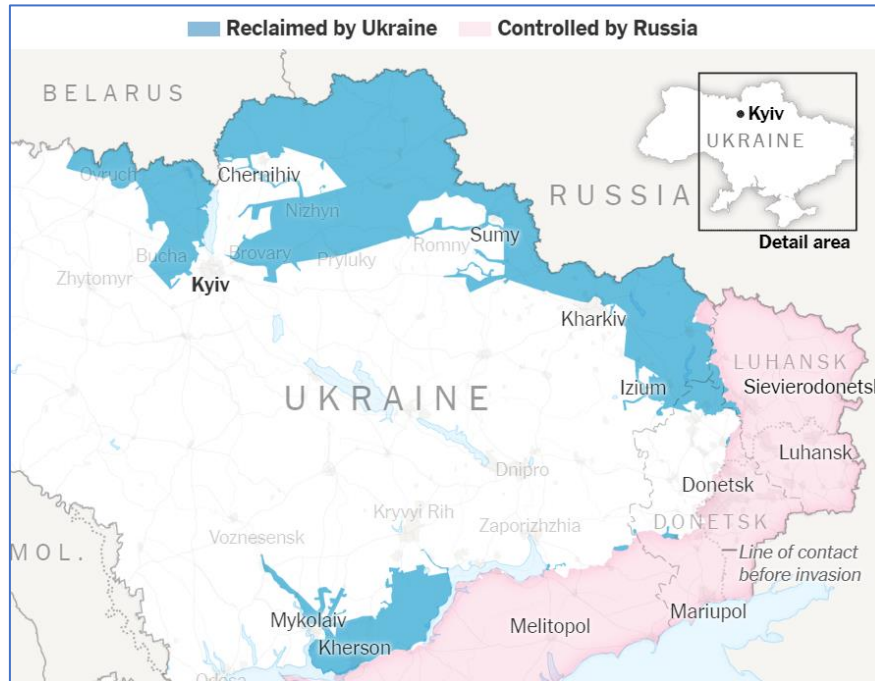 Reclaimed by Ukraine Controlled by Russia
BELARUS
Kyiv
UKRAINE
Detail area
RUSSIA
Ovruch
Chernihiv
Nizhyn
Bucha
Brovary
Pryluky
Romny
Sumy
Zhytomyr
Kyiv
Kharkiv
LUHANSK
Sievierodonetsk
Izium
UKRAINE
Luhansk
Dnipro
Donetsk
Kryvyi Rih
Zaporizhzhia
DONETSK
Voznesensk
MOL.
Line of contact
before invasion
Mykolaiv
Mariupol
Melitopol
Kherson
Odesa